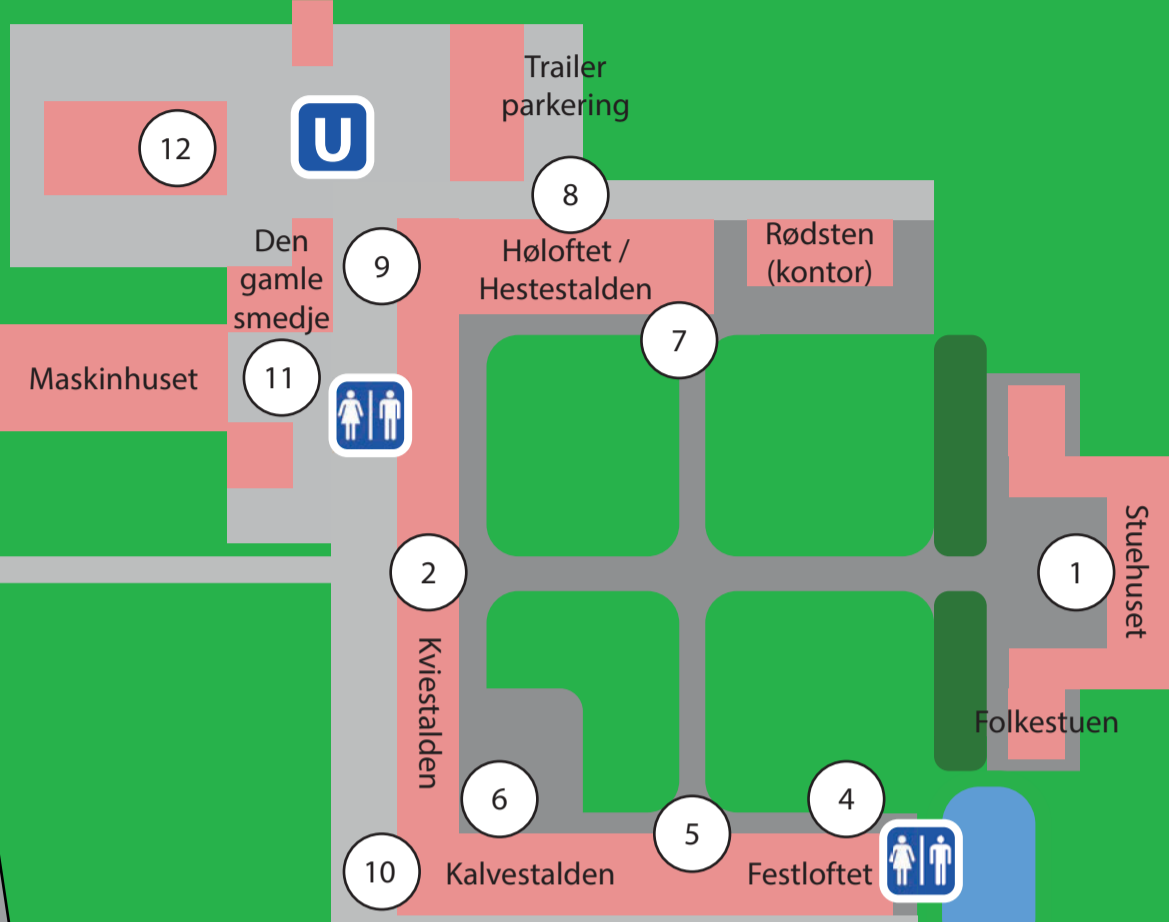 Trailer
parkering
U
12
8
Den
gamle
smedje
9
Høloftet /
Hestestalden
Rødsten
(kontor)
7
Maskinhuset
11
2
1
Stuehuset
Kviestalden
Folkestuen
6
4
5
10
Kalvestalden
Festloftet